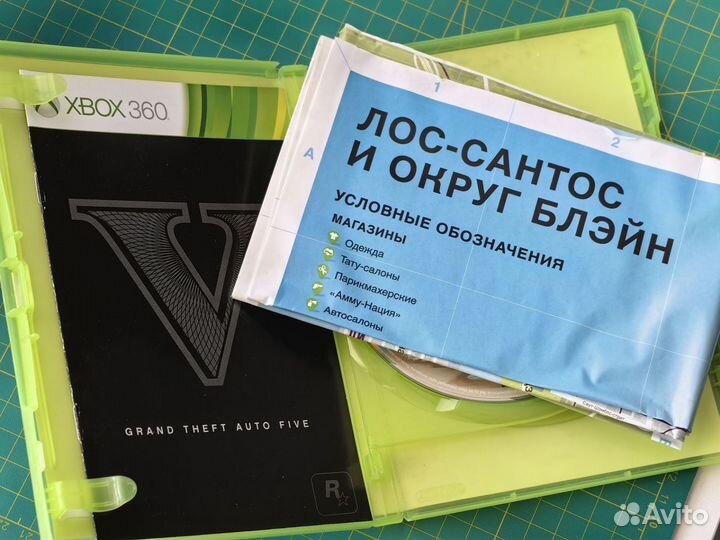 XBOX 360
V
GRAND THEFT AUTO FIVE
R
1
2
A
ЛОС-САНТОС
И ОКРУГ БЛЭЙН
УСЛОВНЫЕ ОБОЗНАЧЕНИЯ
МАГАЗИНЫ
Одежда
Тату-салоны
Парикмахерские
«Амму-Нация»
Автосалоны
Avito